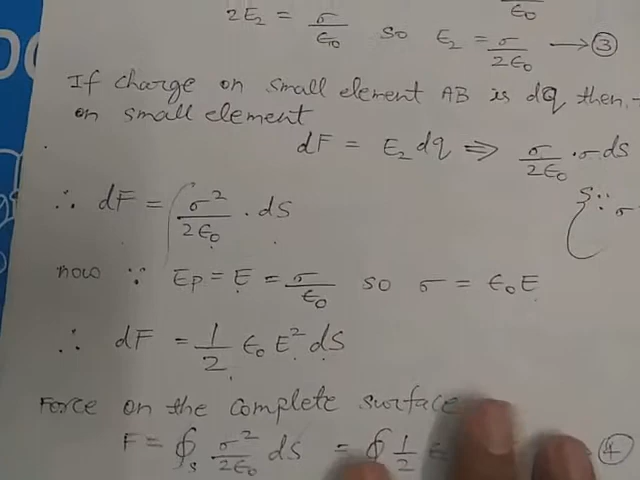 ε₀
2E₂ = σ/ε₀ so E₂ = σ/2ε₀ → ③
If charge on small element AB is dq then
on small element
dF = E₂ dq ⇒ σ/2ε₀ · σ dS
∴ dF = σ²/2ε₀ · dS
{∵ σ
now ∵ Ep = E = σ/ε₀ so σ = ε₀E
∴ dF = 1/2 ε₀ E² dS
Force on the complete surface
F = ∮s σ²/2ε₀ dS = ∮ 1/2 ④